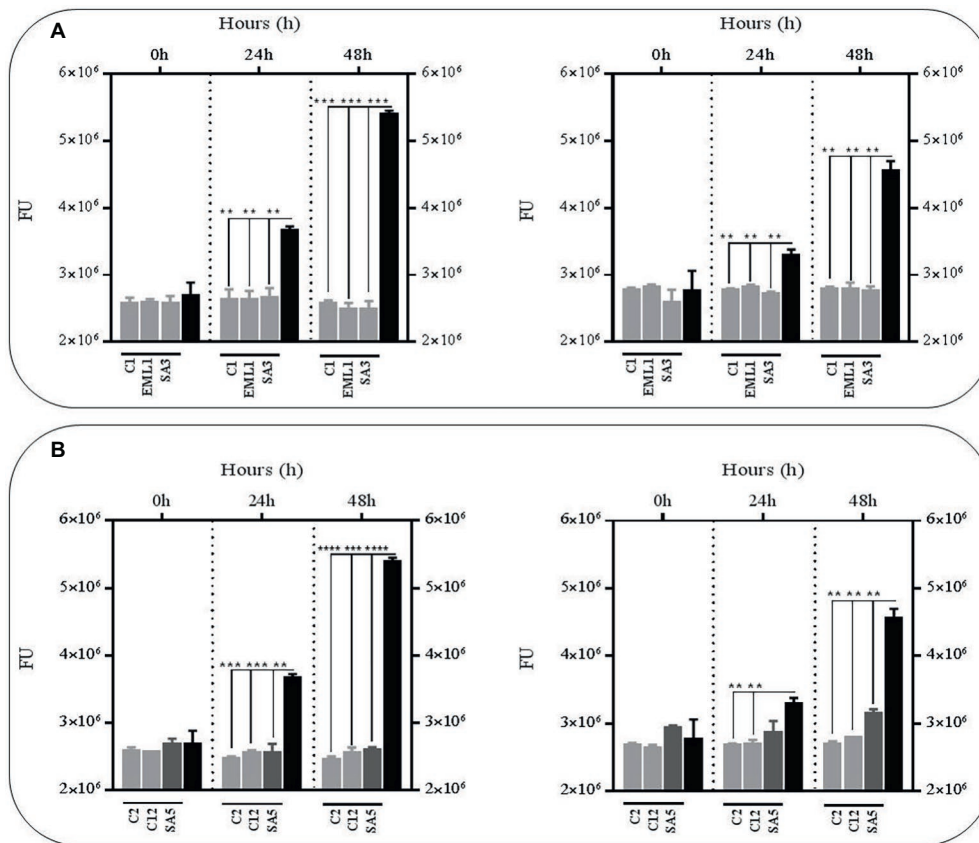 A
Hours (h)
0h 24h 48h
6×10⁶ 6×10⁶
5×10⁶ 5×10⁶
4×10⁶ 4×10⁶
3×10⁶ 3×10⁶
2×10⁶ 2×10⁶
FU
*** *** ***
** ** **
C1 EML1 SA3 C1 EML1 SA3 C1 EML1 SA3
Hours (h)
0h 24h 48h
6×10⁶ 6×10⁶
5×10⁶ 5×10⁶
4×10⁶ 4×10⁶
3×10⁶ 3×10⁶
2×10⁶ 2×10⁶
FU
** ** **
** ** **
C1 EML1 SA3 C1 EML1 SA3 C1 EML1 SA3
B
Hours (h)
0h 24h 48h
6×10⁶ 6×10⁶
5×10⁶ 5×10⁶
4×10⁶ 4×10⁶
3×10⁶ 3×10⁶
2×10⁶ 2×10⁶
FU
**** *** ****
*** *** **
C2 C12 SA5 C2 C12 SA5 C2 C12 SA5
Hours (h)
0h 24h 48h
6×10⁶ 6×10⁶
5×10⁶ 5×10⁶
4×10⁶ 4×10⁶
3×10⁶ 3×10⁶
2×10⁶ 2×10⁶
FU
** ** **
** **
C2 C12 SA5 C2 C12 SA5 C2 C12 SA5